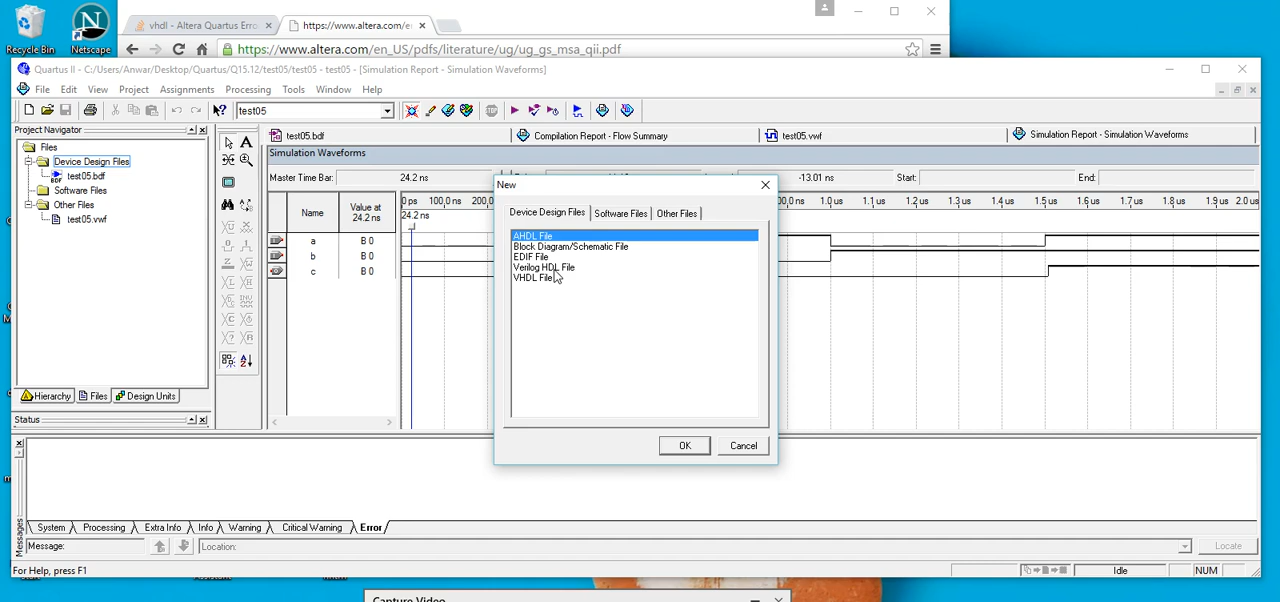 vhdl - Altera Quartus Erro
https://www.altera.com/e
Recycle Bin
Netscape
https://www.altera.com/en_US/pdfs/literature/ug/ug_gs_msa_qii.pdf
Quartus II - C:/Users/Anwar/Desktop/Quartus/Q15.12/test05/test05 - test05 - [Simulation Report - Simulation Waveforms]
File Edit View Project Assignments Processing Tools Window Help
test05
Project Navigator
test05.bdf
Compilation Report - Flow Summary
test05.vwf
Simulation Report - Simulation Waveforms
Files
Device Design Files
test05.bdf
Software Files
Other Files
test05.vwf
Simulation Waveforms
Master Time Bar: 24.2 ns
-13.01 ns
Start:
End:
Name
Value at
24.2 ns
0 ps
24.2 ns
1.0 us 1.1 us 1.2 us 1.3 us 1.4 us 1.5 us 1.6 us 1.7 us 1.8 us 1.9 us
a B 0
b B 0
c B 0
New
Device Design Files
Software Files
Other Files
AHDL File
Block Diagram/Schematic File
EDIF File
Verilog HDL File
VHDL File
OK
Cancel
Hierarchy
Files
Design Units
Status
Messages
System
Processing
Extra Info
Info
Warning
Critical Warning
Error
Message:
Location:
Locate
For Help, press F1
Idle
NUM
Capture Video